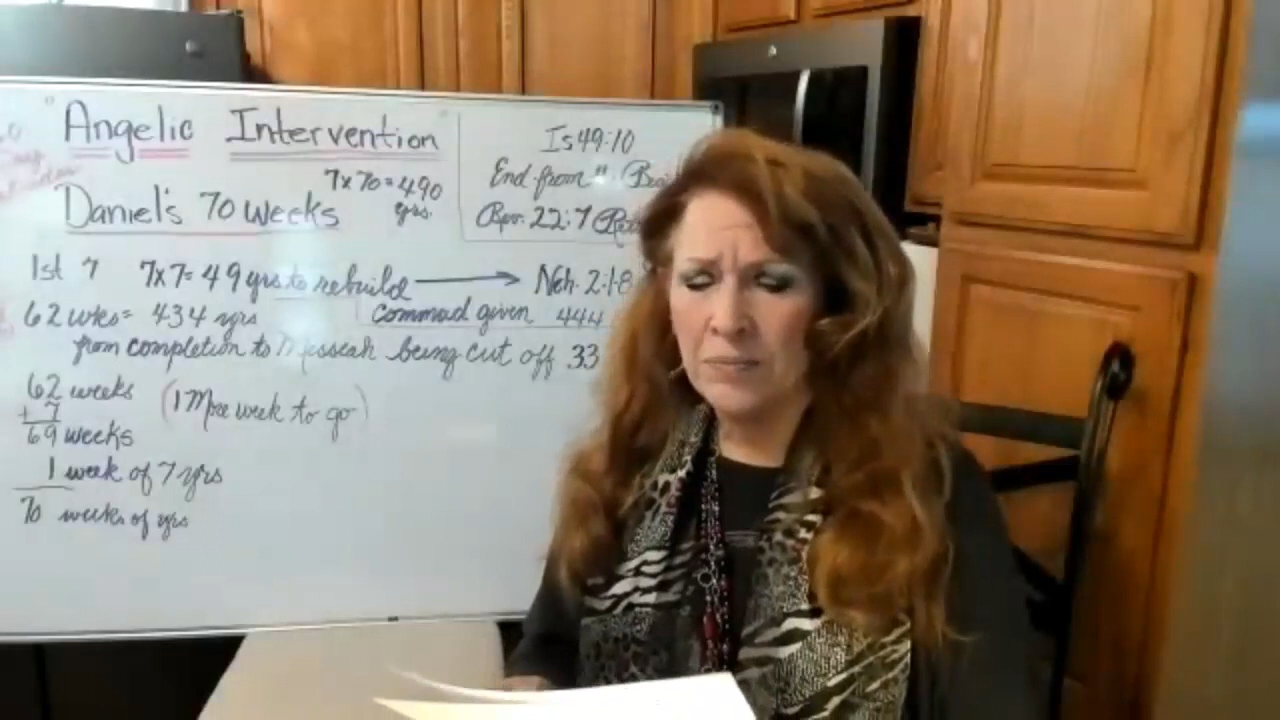 "Angelic Intervention"
7x70=490
yrs.
Daniel's 70 weeks
Is 49:10
End from "
Rev. 22:7
1st 7 7x7=49 yrs to rebuild → Neh. 2:1-8
62 wks= 434 yrs Commad given 444
from completion to Messeah being cut off 33
62 weeks
+ 7
69 weeks
(1 More week to go)
1 week of 7 yrs
70 weeks of yrs